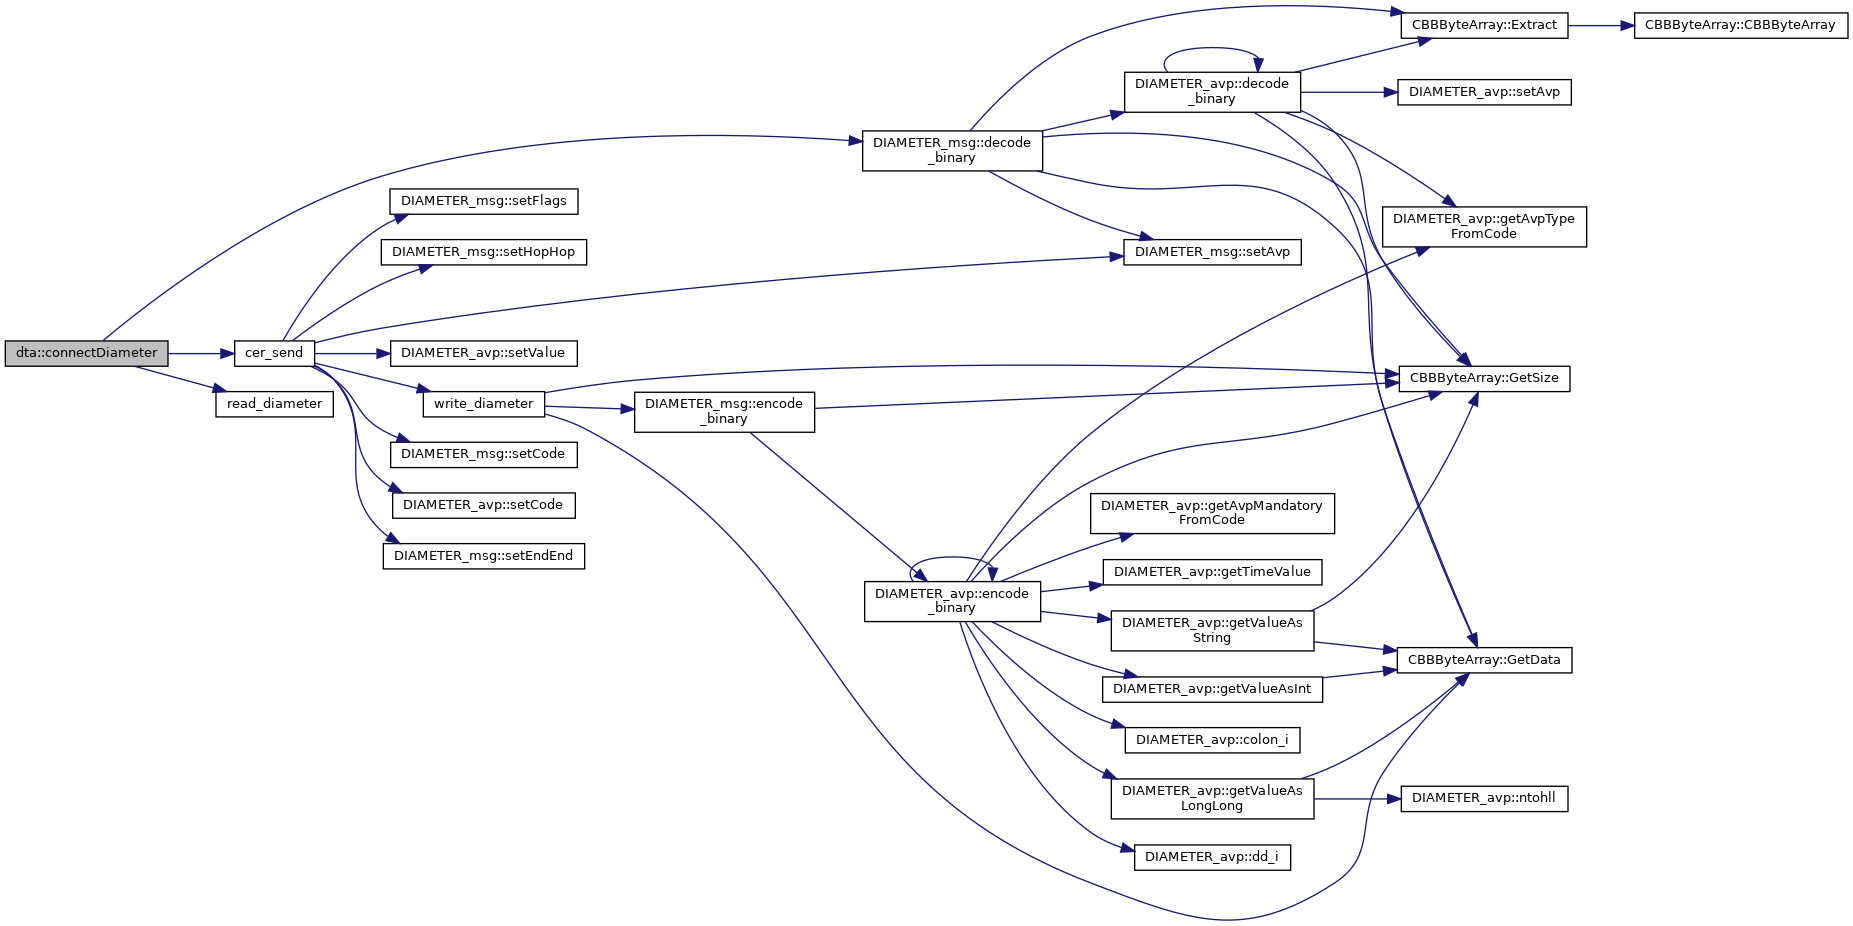 CBBByteArray::Extract
CBBByteArray::CBBByteArray
DIAMETER_avp::decode
_binary
DIAMETER_avp::setAvp
DIAMETER_msg::decode
_binary
DIAMETER_msg::setFlags
DIAMETER_avp::getAvpType
FromCode
DIAMETER_msg::setHopHop
DIAMETER_msg::setAvp
dta::connectDiameter
cer_send
DIAMETER_avp::setValue
CBBByteArray::GetSize
read_diameter
write_diameter
DIAMETER_msg::encode
_binary
DIAMETER_msg::setCode
DIAMETER_avp::setCode
DIAMETER_avp::getAvpMandatory
FromCode
DIAMETER_msg::setEndEnd
DIAMETER_avp::getTimeValue
DIAMETER_avp::encode
_binary
DIAMETER_avp::getValueAs
String
CBBByteArray::GetData
DIAMETER_avp::getValueAsInt
DIAMETER_avp::colon_i
DIAMETER_avp::getValueAs
LongLong
DIAMETER_avp::ntohll
DIAMETER_avp::dd_i